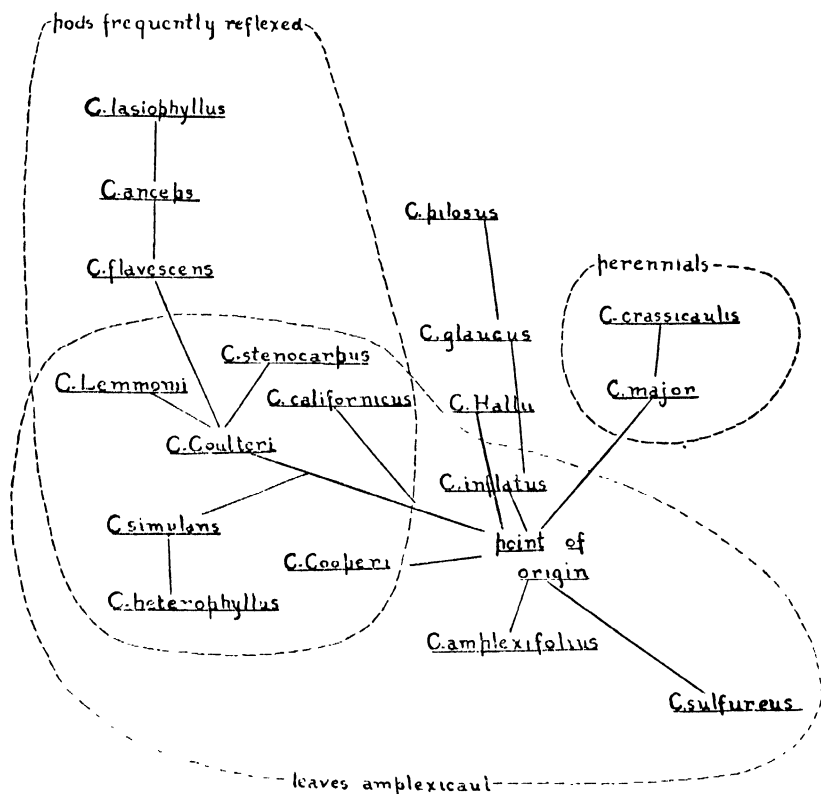 pods frequently reflexed
C. lasiophyllus
C. anceps
C. pilosus
C. flavescens
perennials
C. crassicaulis
C. glaucus
C. stenocarpus
C. Lemmoni
C. californicus
C. Hallii
C. major
C. Coulteri
C. inflatus
C. simulans
point of
origin
C. Cooperi
C. heterophyllus
C. amplexifolius
C. sulfureus
leaves amplexicaul